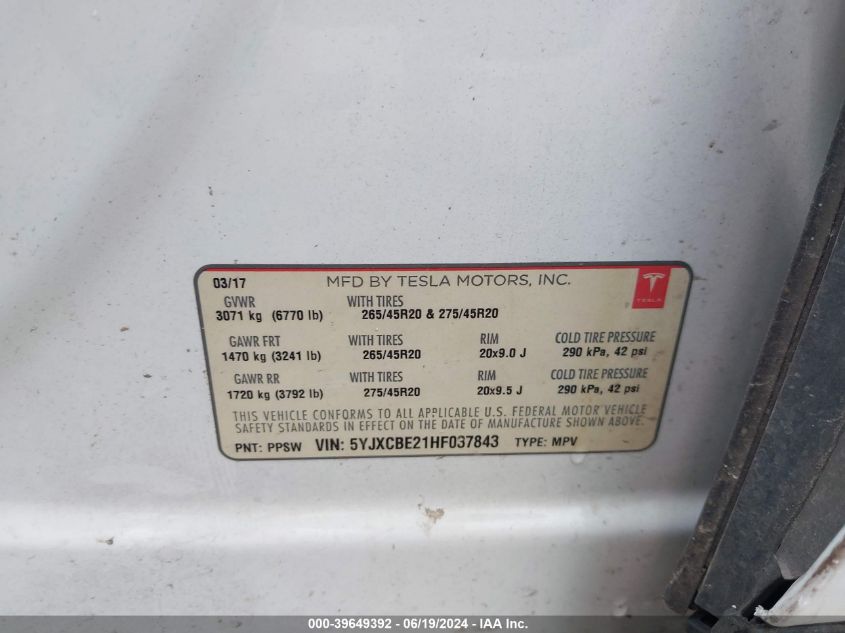 03/17 MFD BY TESLA MOTORS, INC.
TESLA
GVWR WITH TIRES
3071 kg (6770 lb) 265/45R20 & 275/45R20
GAWR FRT WITH TIRES RIM COLD TIRE PRESSURE
1470 kg (3241 lb) 265/45R20 20x9.0 J 290 kPa, 42 psi
GAWR RR WITH TIRES RIM COLD TIRE PRESSURE
1720 kg (3792 lb) 275/45R20 20x9.5 J 290 kPa, 42 psi
THIS VEHICLE CONFORMS TO ALL APPLICABLE U.S. FEDERAL MOTOR VEHICLE
SAFETY STANDARDS IN EFFECT ON THE DATE OF MANUFACTURE SHOWN ABOVE.
PNT: PPSW VIN: 5YJXCBE21HF037843 TYPE: MPV
000-39649392 - 06/19/2024 - IAA Inc.